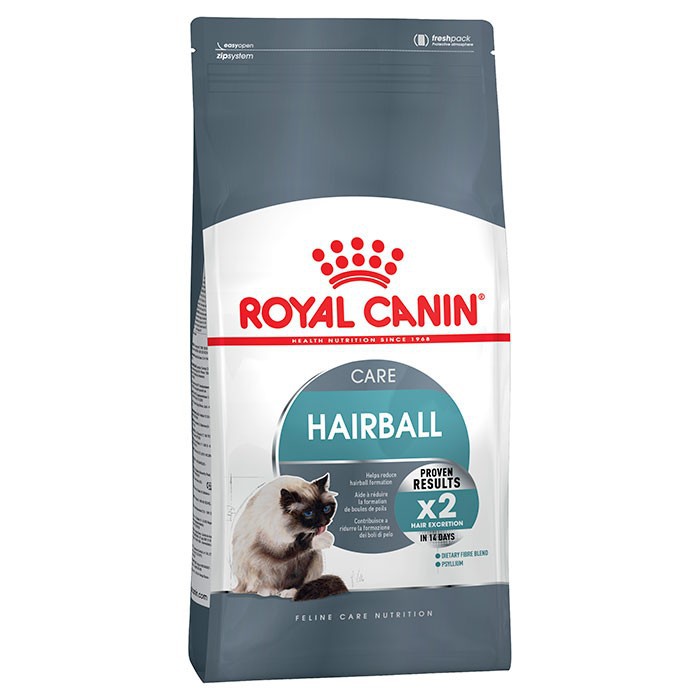 easyopen
zipsystem
freshpack
Protective atmosphere
ROYAL CANIN®
HEALTH NUTRITION SINCE 1968
CARE
HAIRBALL
Helps reduce
hairball formation
Aide à réduire
la formation
de boules de poils
Contribuisce a
ridurre la formazione
dei boli di pelo
PROVEN
RESULTS
x2
HAIR EXCRETION
IN 14 DAYS
DIETARY FIBRE BLEND
PSYLLIUM
FELINE CARE NUTRITION